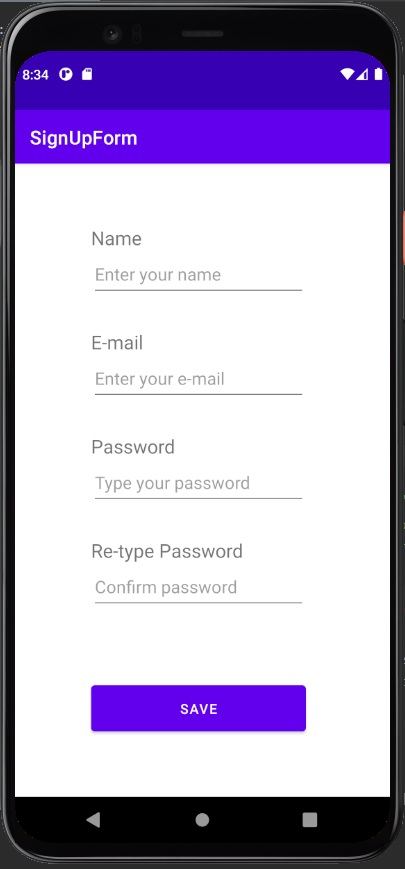 8:34
SignUpForm
Name
Enter your name
E-mail
Enter your e-mail
Password
Type your password
Re-type Password
Confirm password
SAVE